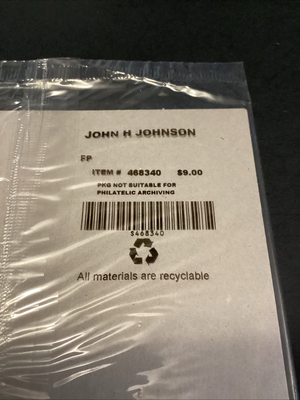 JOHN H JOHNSON
FP
ITEM # 468340 $9.00
PKG NOT SUITABLE FOR
PHILATELIC ARCHIVING
S468340
All materials are recyclable